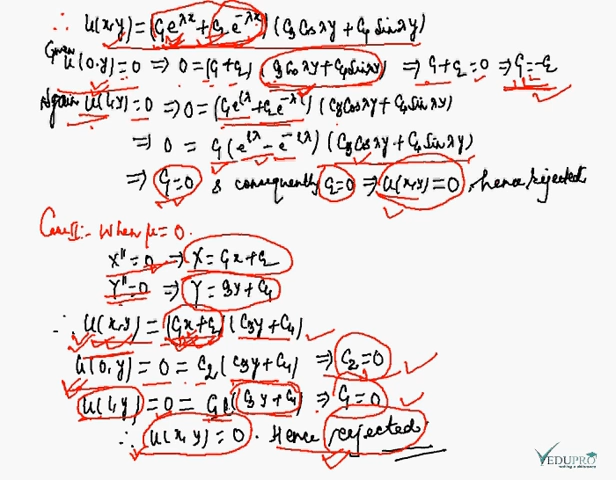 ∴ u(x,y) = (C₁e^{λx} + C₂e^{-λx}) (C₃ Cos λy + C₄ Sin λy)
Given u(0,y) = 0 ⇒ 0 = (C₁ + C₂) (C₃ Cos λy + C₄ Sin λy) ⇒ C₁ + C₂ = 0 ⇒ C₁ = -C₂
Again u(l,y) = 0 ⇒ 0 = (C₁e^{lλ} + C₂e^{-lλ}) (C₃ Cos λy + C₄ Sin λy)
⇒ 0 = C₁(e^{lλ} - e^{-lλ}) (C₃ Cos λy + C₄ Sin λy)
⇒ C₁ = 0 & consequently C₂ = 0 ⇒ u(x,y) = 0, hence rejected
Case II:- When μ = 0.
X'' = 0 ⇒ X = C₁x + C₂
Y'' = 0 ⇒ Y = C₃y + C₄
∴ u(x,y) = (C₁x + C₂) (C₃y + C₄)
u(0,y) = 0 = C₂ (C₃y + C₄) ⇒ C₂ = 0
u(l,y) = 0 = C₁l (C₃y + C₄) ⇒ C₁ = 0
∴ u(x,y) = 0. Hence rejected
VEDUPRO